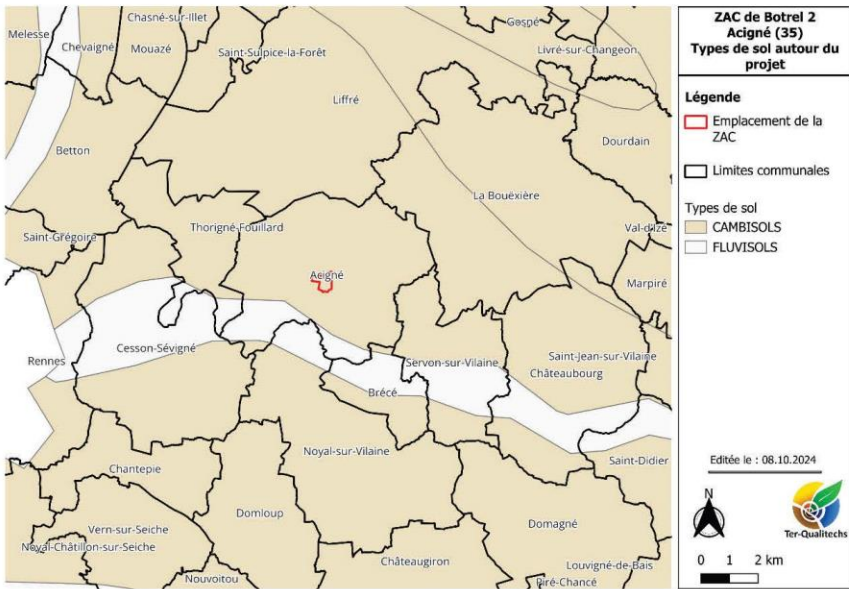 Chasné-sur-Illet
Gosné
Melesse
Chevaigné
Mouazé
Saint-Sulpice-la-Forêt
Livré-sur-Changeon
Liffré
Betton
Dourdain
La Bouëxière
Thorigné-Fouillard
Val-d'Izé
Saint-Grégoire
Acigné
Marpiré
Rennes
Cesson-Sévigné
Servon-sur-Vilaine
Saint-Jean-sur-Vilaine
Châteaubourg
Brécé
Noyal-sur-Vilaine
Saint-Didier
Chantepie
Domloup
Domagné
Vern-sur-Seiche
Noyal-Châtillon-sur-Seiche
Châteaugiron
Louvigné-de-Bais
Nouvoitou
Piré-Chancé
ZAC de Botrel 2
Acigné (35)
Types de sol autour du
projet
Légende
Emplacement de la
ZAC
Limites communales
Types de sol
CAMBISOLS
FLUVISOLS
Editée le : 08.10.2024
N
Ter-Qualitechs
0 1 2 km